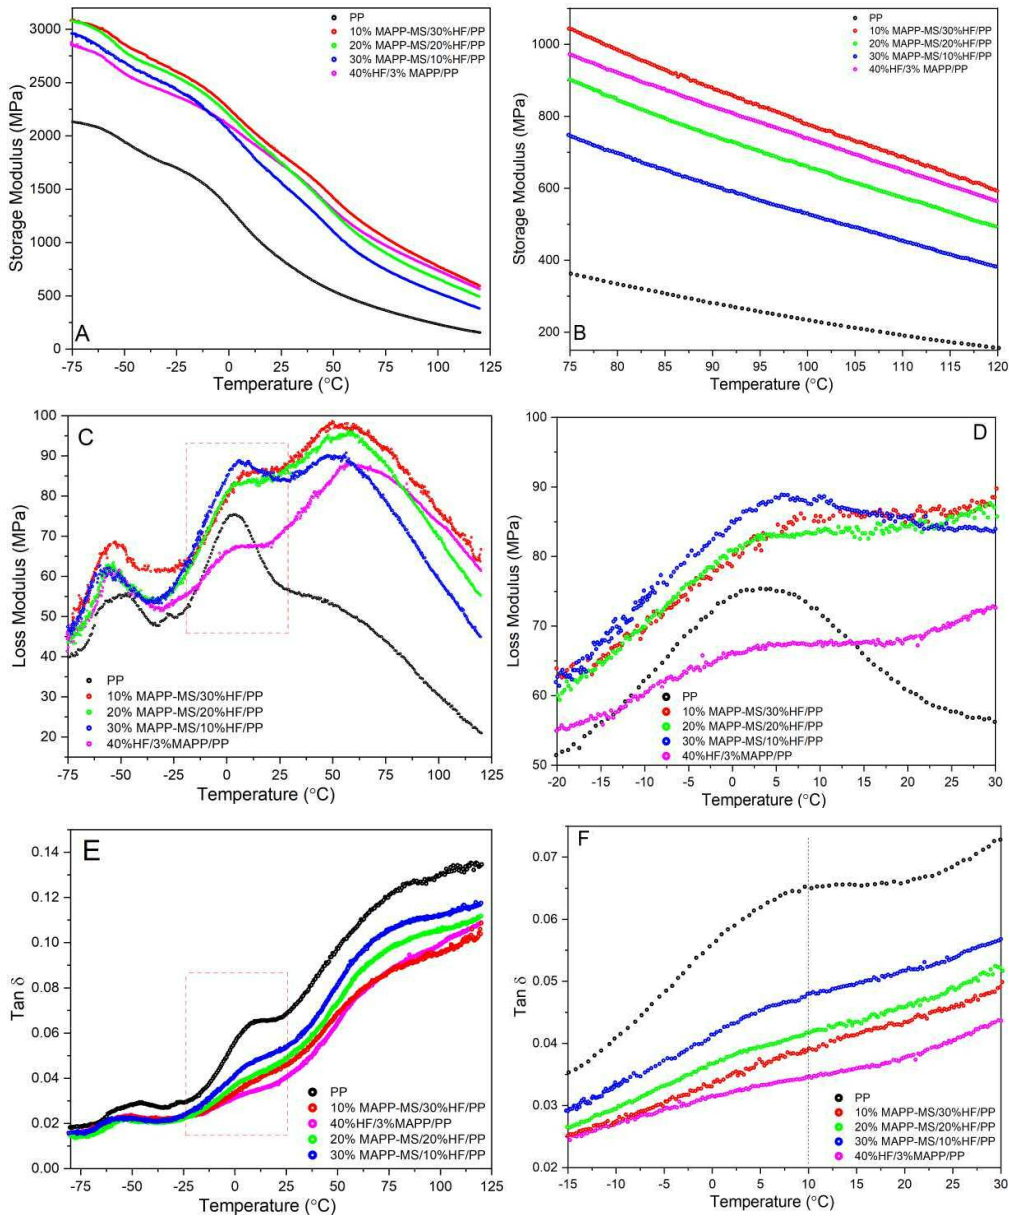 PP
10% MAPP-MS/30%HF/PP
20% MAPP-MS/20%HF/PP
30% MAPP-MS/10%HF/PP
40%HF/3% MAPP/PP
3000
2500
2000
1500
1000
500
0
Storage Modulus (MPa)
A
-75 -50 -25 0 25 50 75 100 125
Temperature (°C)
PP
10% MAPP-MS/30%HF/PP
20% MAPP-MS/20%HF/PP
30% MAPP-MS/10%HF/PP
40%HF/3% MAPP/PP
1000
800
600
400
200
Storage Modulus (MPa)
B
75 80 85 90 95 100 105 110 115 120
Temperature (°C)
C
100
90
80
70
60
50
40
30
20
Loss Modulus (MPa)
PP
10% MAPP-MS/30%HF/PP
20% MAPP-MS/20%HF/PP
30% MAPP-MS/10%HF/PP
40%HF/3%MAPP/PP
-75 -50 -25 0 25 50 75 100 125
Temperature (°C)
D
100
90
80
70
60
50
Loss Modulus (MPa)
PP
10% MAPP-MS/30%HF/PP
20% MAPP-MS/20%HF/PP
30% MAPP-MS/10%HF/PP
40%HF/3%MAPP/PP
-20 -15 -10 -5 0 5 10 15 20 25 30
Temperature (°C)
E
0.14
0.12
0.10
0.08
0.06
0.04
0.02
0.00
Tan δ
PP
10% MAPP-MS/30%HF/PP
40%HF/3%MAPP/PP
20% MAPP-MS/20%HF/PP
30% MAPP-MS/10%HF/PP
-75 -50 -25 0 25 50 75 100 125
Temperature (°C)
F
0.07
0.06
0.05
0.04
0.03
0.02
Tan δ
PP
10% MAPP-MS/30%HF/PP
20% MAPP-MS/20%HF/PP
30% MAPP-MS/10%HF/PP
40%HF/3%MAPP/PP
-15 -10 -5 0 5 10 15 20 25 30
Temperature (°C)